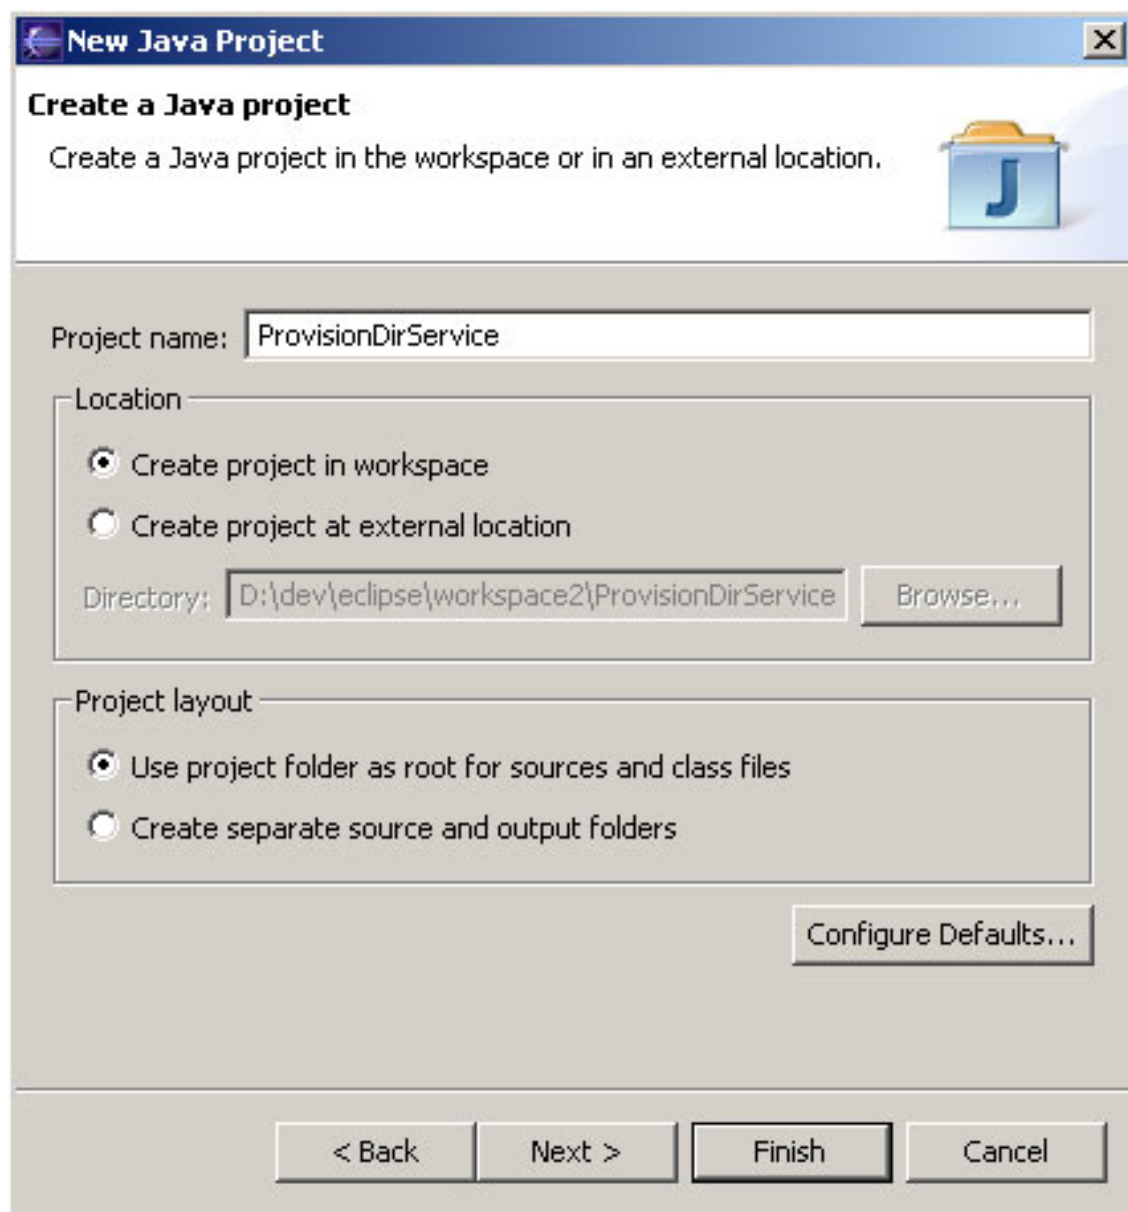 New Java Project
Create a Java project
Create a Java project in the workspace or in an external location.
J
Project name: ProvisionDirService
Location
Create project in workspace
Create project at external location
Directory: D:\dev\eclipse\workspace2\ProvisionDirService Browse...
Project layout
Use project folder as root for sources and class files
Create separate source and output folders
Configure Defaults...
< Back Next > Finish Cancel